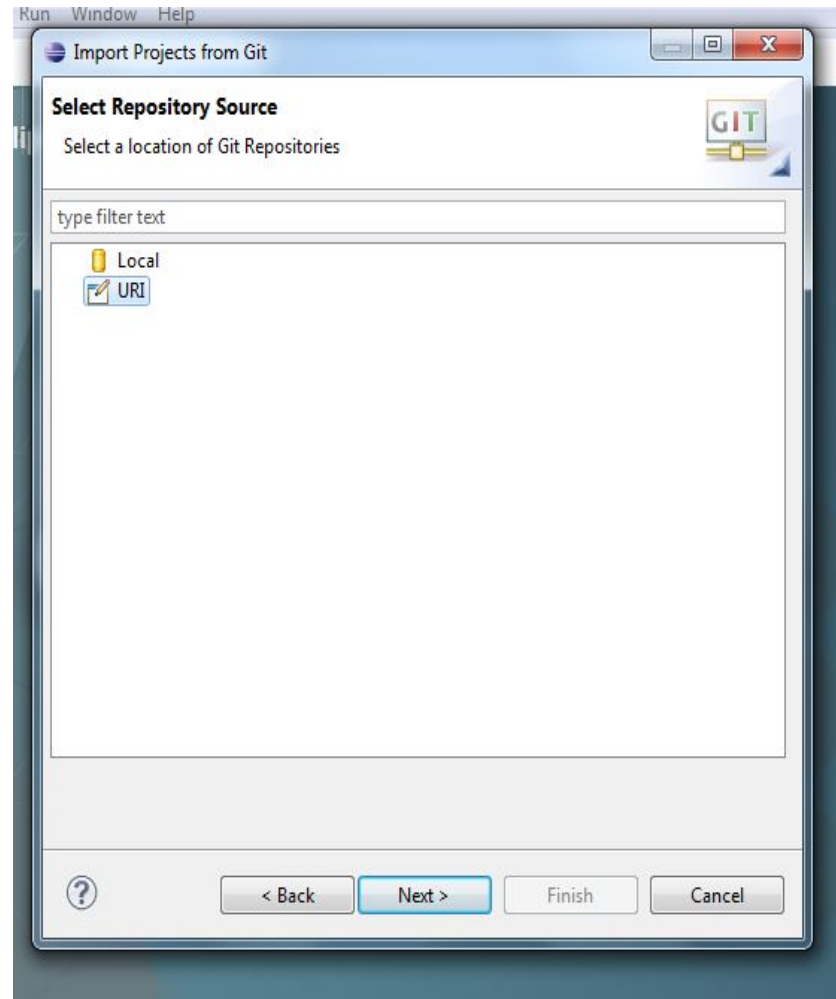 Run Window Help
Import Projects from Git
Select Repository Source
Select a location of Git Repositories
GIT
type filter text
Local
URI
?
< Back Next > Finish Cancel